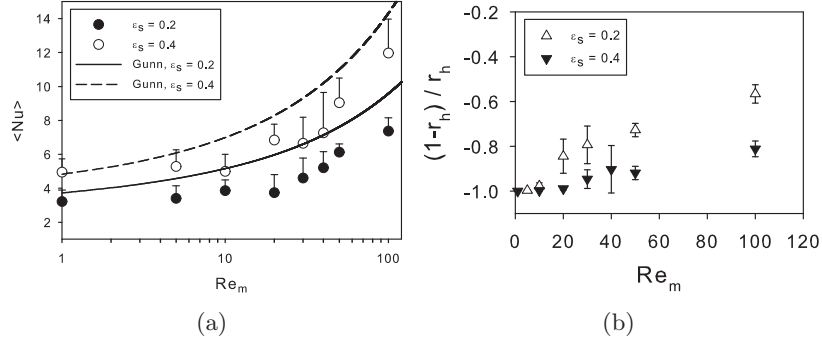 ε_s = 0.2
ε_s = 0.4
Gunn, ε_s = 0.2
Gunn, ε_s = 0.4
<Nu>
14
12
10
8
6
4
2
1 10 100
Re_m
(a)
ε_s = 0.2
ε_s = 0.4
(1-r_h) / r_h
-0.2
-0.4
-0.6
-0.8
-1.0
0 20 40 60 80 100 120
Re_m
(b)